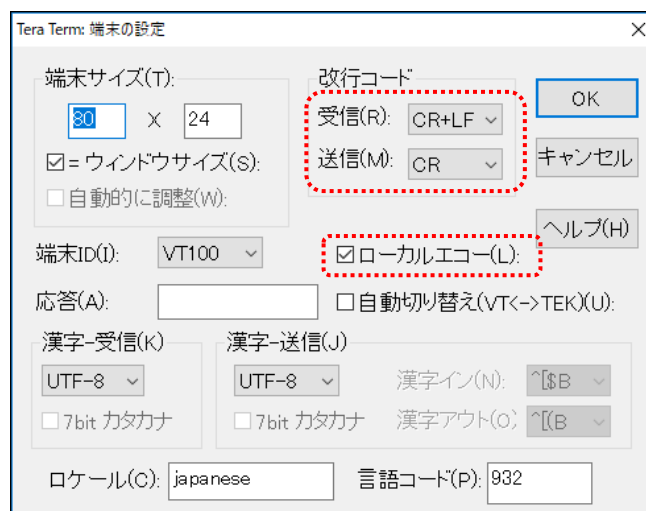 Tera Term: 端末の設定
端末サイズ(T):
80 X 24
=ウィンドウサイズ(S):
自動的に調整(W):
改行コード
受信(R): CR+LF
送信(M): CR
OK
キャンセル
ヘルプ(H)
端末ID(I): VT100
ローカルエコー(L):
応答(A):
自動切り替え(VT<->TEK)(U):
漢字-受信(K)
UTF-8
7bit カタカナ
漢字-送信(J)
UTF-8
7bit カタカナ
漢字イン(N): ^[$B
漢字アウト(O) ^[(B
ロケール(C): japanese
言語コード(P): 932